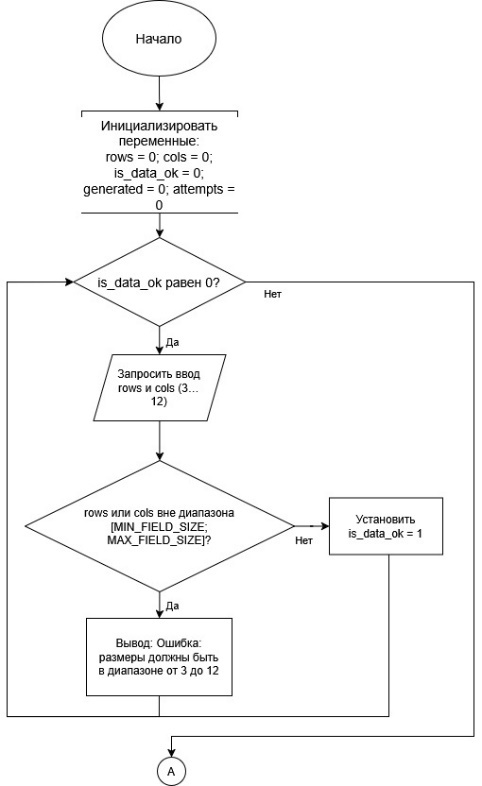 Начало
Инициализировать
переменные:
rows = 0; cols = 0;
is_data_ok = 0;
generated = 0; attempts =
0
is_data_ok равен 0?
Нет
Да
Запросить ввод
rows и cols (3…
12)
rows или cols вне диапазона
[MIN_FIELD_SIZE;
MAX_FIELD_SIZE]?
Нет
Установить
is_data_ok = 1
Да
Вывод: Ошибка:
размеры должны быть
в диапазоне от 3 до 12
A